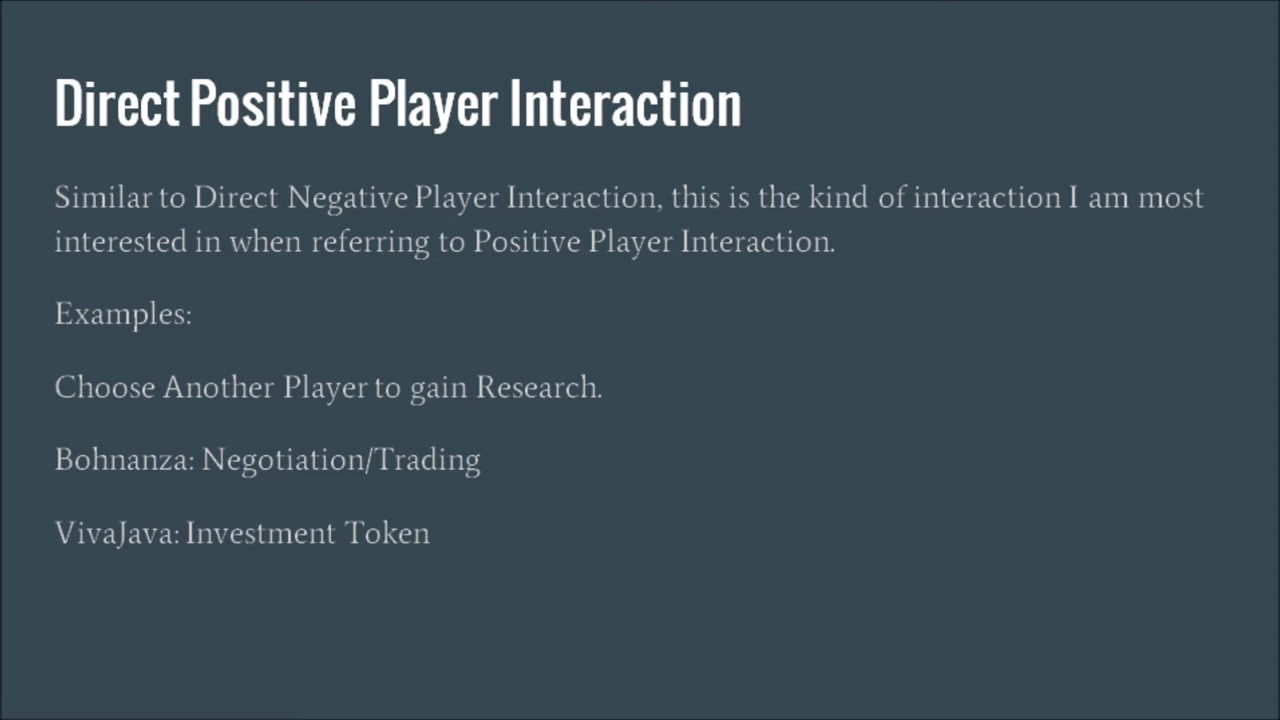 Direct Positive Player Interaction
Similar to Direct Negative Player Interaction, this is the kind of interaction I am most
interested in when referring to Positive Player Interaction.
Examples:
Choose Another Player to gain Research.
Bohnanza: Negotiation/Trading
VivaJava: Investment Token